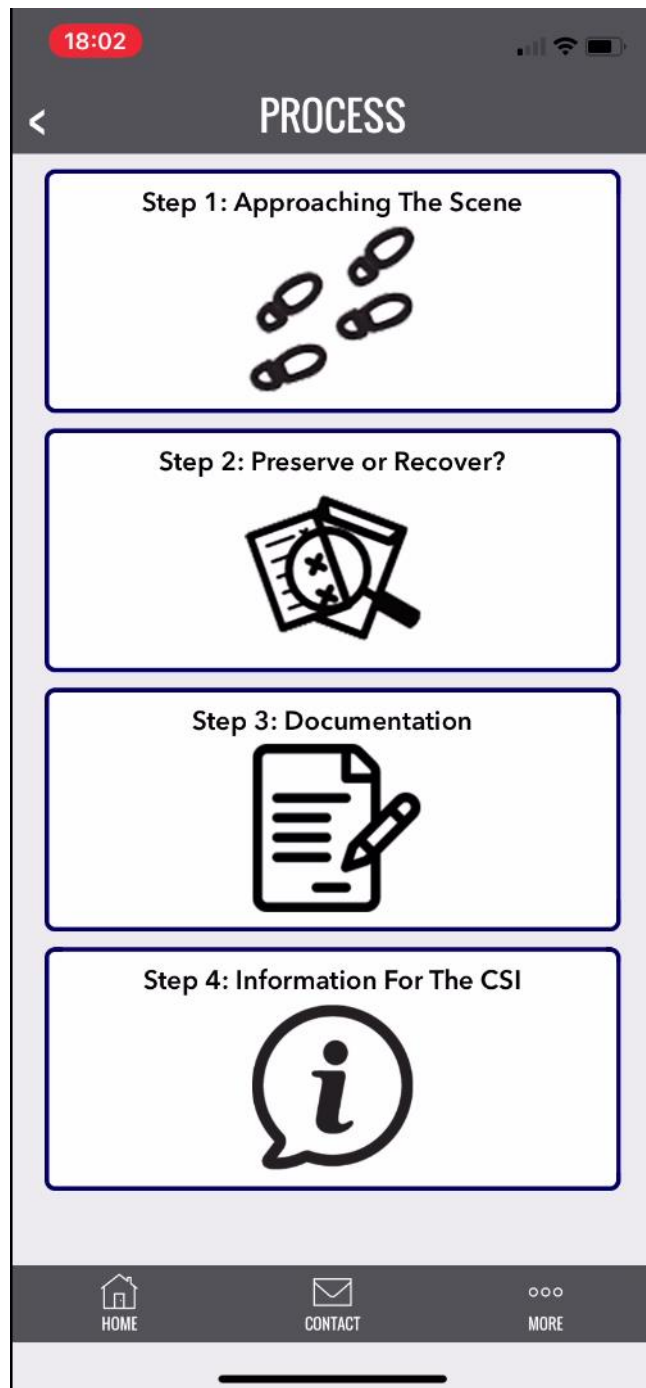 18:02
PROCESS
Step 1: Approaching The Scene
Step 2: Preserve or Recover?
Step 3: Documentation
Step 4: Information For The CSI
i
HOME
CONTACT
MORE